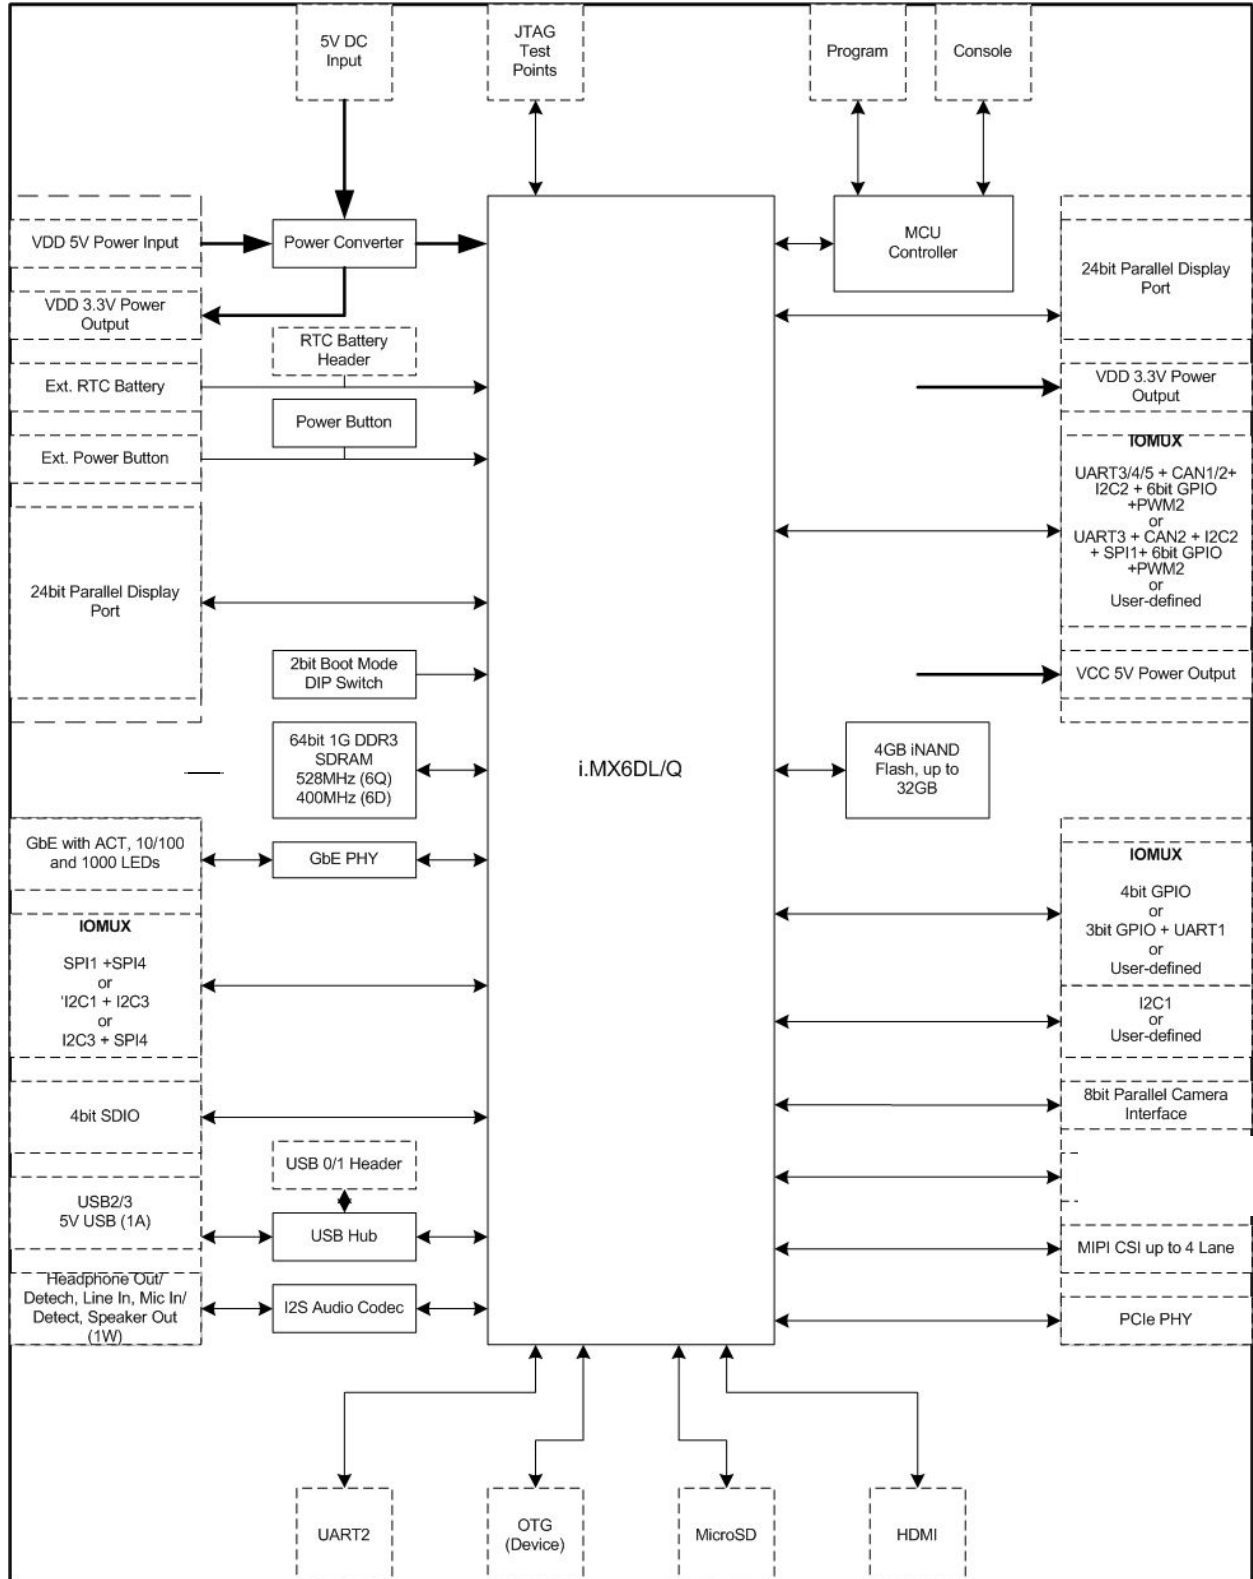 5V DC
Input
JTAG
Test
Points
Program
Console
VDD 5V Power Input
Power Converter
MCU
Controller
24bit Parallel Display
Port
VDD 3.3V Power
Output
RTC Battery
Header
Ext. RTC Battery
VDD 3.3V Power
Output
Power Button
Ext. Power Button
IOMUX
UART3/4/5 + CAN1/2+
I2C2 + 6bit GPIO
+PWM2
or
UART3 + CAN2 + I2C2
+ SPI1+ 6bit GPIO
+PWM2
or
User-defined
24bit Parallel Display
Port
2bit Boot Mode
DIP Switch
VCC 5V Power Output
64bit 1G DDR3
SDRAM
528MHz (6Q)
400MHz (6D)
i.MX6DL/Q
4GB iNAND
Flash, up to
32GB
GbE with ACT, 10/100
and 1000 LEDs
GbE PHY
IOMUX
4bit GPIO
or
3bit GPIO + UART1
or
User-defined
IOMUX
SPI1 +SPI4
or
'I2C1 + I2C3
or
I2C3 + SPI4
I2C1
or
User-defined
4bit SDIO
8bit Parallel Camera
Interface
USB 0/1 Header
USB2/3
5V USB (1A)
USB Hub
MIPI CSI up to 4 Lane
Headphone Out/
Detech, Line In, Mic In/
Detect, Speaker Out
(1W)
I2S Audio Codec
PCIe PHY
UART2
OTG
(Device)
MicroSD
HDMI